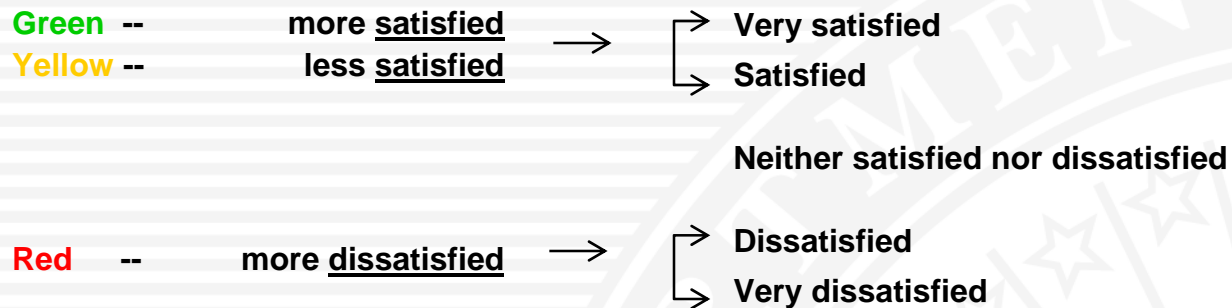 Green -- more satisfied
Yellow -- less satisfied
Very satisfied
Satisfied
Neither satisfied nor dissatisfied
Red -- more dissatisfied
Dissatisfied
Very dissatisfied